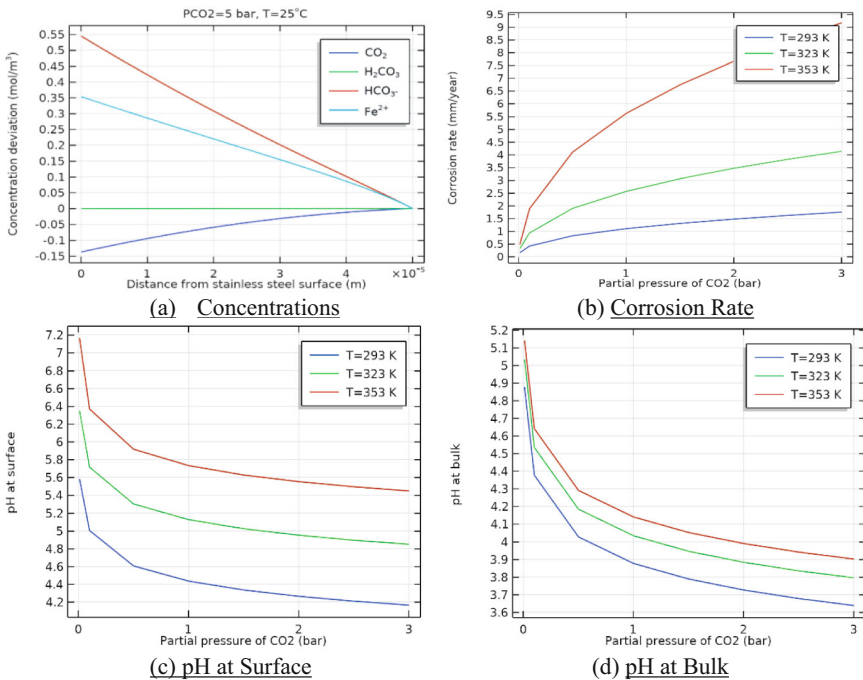 PCO2=5 bar, T=25°C
Concentration deviation (mol/m³)
0.55
0.5
0.45
0.4
0.35
0.3
0.25
0.2
0.15
0.1
0.05
0
-0.05
-0.1
-0.15
CO₂
H₂CO₃
HCO₃-
Fe²⁺
0 1 2 3 4 ×10⁻⁵
Distance from stainless steel surface (m)
(a) Concentrations
Corrosion rate (mm/year)
9.5
9
8.5
8
7.5
7
6.5
6
5.5
5
4.5
4
3.5
3
2.5
2
1.5
1
0.5
0
T=293 K
T=323 K
T=353 K
0 1 2 3
Partial pressure of CO2 (bar)
(b) Corrosion Rate
pH at surface
7.2
7
6.8
6.6
6.4
6.2
6
5.8
5.6
5.4
5.2
5
4.8
4.6
4.4
4.2
T=293 K
T=323 K
T=353 K
0 1 2 3
Partial pressure of CO2 (bar)
(c) pH at Surface
pH at bulk
5.2
5.1
5
4.9
4.8
4.7
4.6
4.5
4.4
4.3
4.2
4.1
4
3.9
3.8
3.7
3.6
T=293 K
T=323 K
T=353 K
0 1 2 3
Partial pressure of CO2 (bar)
(d) pH at Bulk